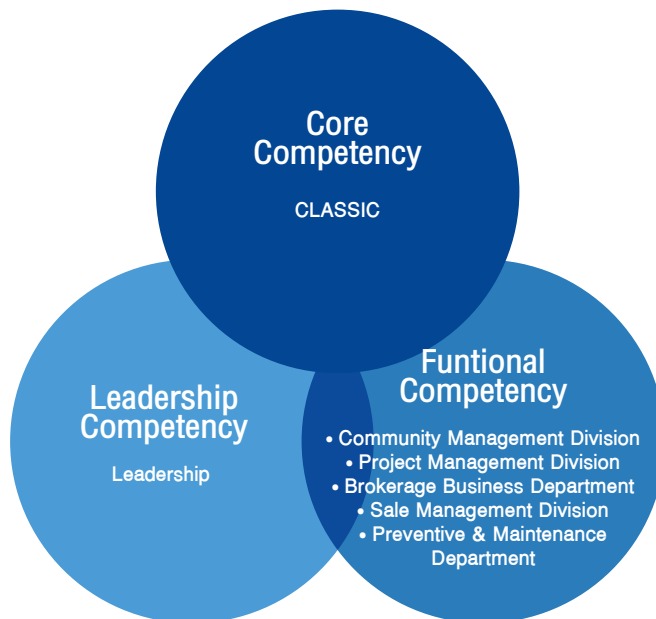 Core
Competency
CLASSIC
Leadership
Competency
Leadership
Funtional
Competency
• Community Management Division
• Project Management Division
• Brokerage Business Department
• Sale Management Division
• Preventive & Maintenance
Department